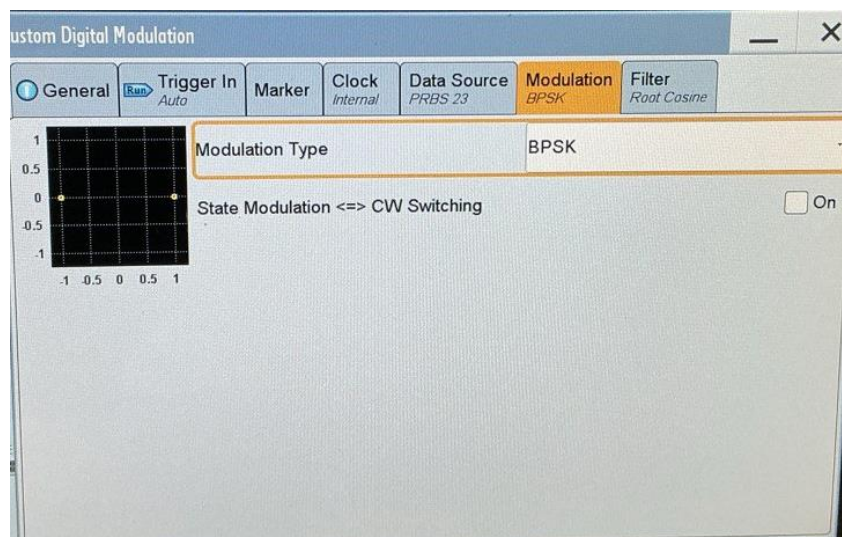 ustom Digital Modulation
General
Run Trigger In
Auto
Marker
Clock
Internal
Data Source
PRBS 23
Modulation
BPSK
Filter
Root Cosine
Modulation Type BPSK
State Modulation <=> CW Switching On
1
0.5
0
-0.5
-1
-1 -0.5 0 0.5 1